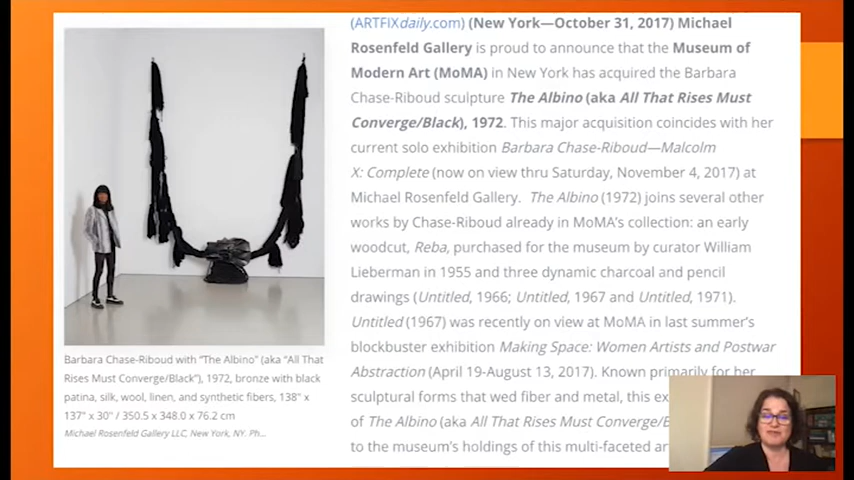 (ARTFIXdaily.com) (New York—October 31, 2017) Michael
Rosenfeld Gallery is proud to announce that the Museum of
Modern Art (MoMA) in New York has acquired the Barbara
Chase-Riboud sculpture The Albino (aka All That Rises Must
Converge/Black), 1972. This major acquisition coincides with her
current solo exhibition Barbara Chase-Riboud—Malcolm
X: Complete (now on view thru Saturday, November 4, 2017) at
Michael Rosenfeld Gallery. The Albino (1972) joins several other
works by Chase-Riboud already in MoMA's collection: an early
woodcut, Reba, purchased for the museum by curator William
Lieberman in 1955 and three dynamic charcoal and pencil
drawings (Untitled, 1966; Untitled, 1967 and Untitled, 1971).
Untitled (1967) was recently on view at MoMA in last summer's
blockbuster exhibition Making Space: Women Artists and Postwar
Abstraction (April 19-August 13, 2017). Known primarily for her
sculptural forms that wed fiber and metal, this
of The Albino (aka All That Rises Must
to the museum's holdings of this multi-faceted
Barbara Chase-Riboud with "The Albino" (aka "All That
Rises Must Converge/Black"), 1972, bronze with black
patina, silk, wool, linen, and synthetic fibers, 138" x
137" x 30" / 350.5 x 348.0 x 76.2 cm
Michael Rosenfeld Gallery LLC, New York, NY. Ph...